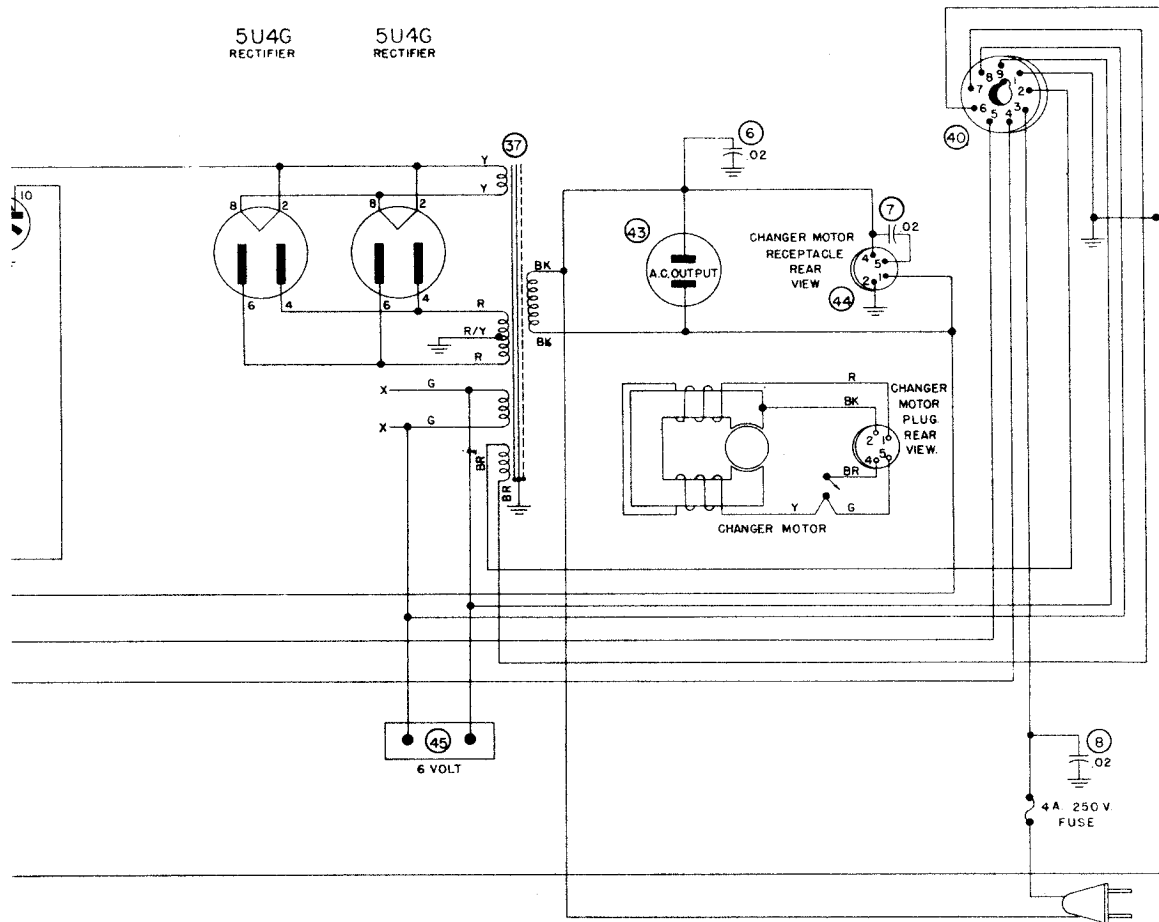 5U4G
RECTIFIER
5U4G
RECTIFIER
10
8
2
8
2
6
4
6
4
Y
Y
37
R
R/Y
R
X
G
X
G
BR
BR
BK
BK
6
.02
43
A.C. OUTPUT
7
.02
CHANGER MOTOR
RECEPTACLE
REAR
VIEW
4
5
2
1
44
R
BK
CHANGER
MOTOR
PLUG
REAR
VIEW.
2
1
4
5
BR
Y
G
CHANGER MOTOR
9
8
1
7
2
6
3
5
4
40
45
6 VOLT
8
.02
4A. 250V.
FUSE